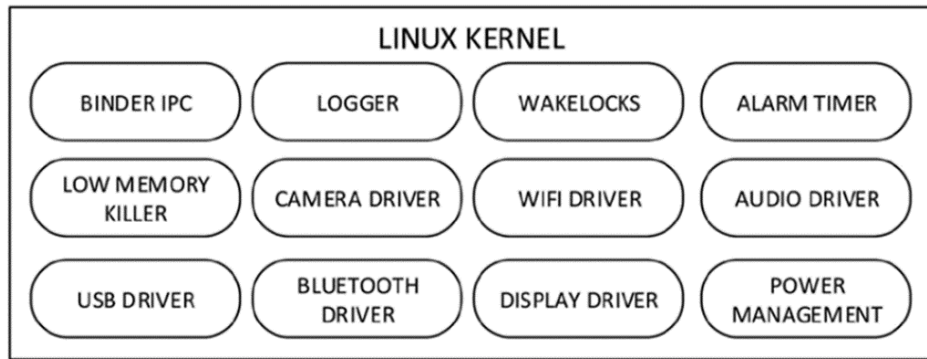 LINUX KERNEL
BINDER IPC
LOGGER
WAKELOCKS
ALARM TIMER
LOW MEMORY
KILLER
CAMERA DRIVER
WIFI DRIVER
AUDIO DRIVER
USB DRIVER
BLUETOOTH
DRIVER
DISPLAY DRIVER
POWER
MANAGEMENT